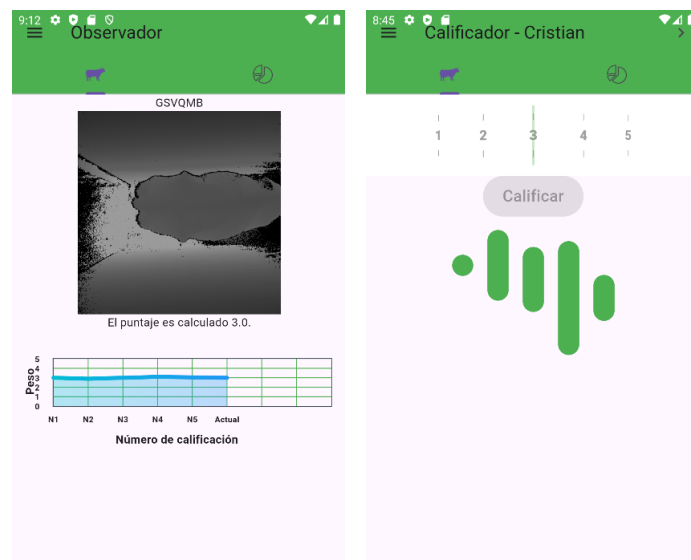 9:12
Observador
GSVQMB
El puntaje es calculado 3.0.
5
4
3
2
1
0
Peso
N1 N2 N3 N4 N5 Actual
Número de calificación
8:45
Calificador - Cristian
1 2 3 4 5
Calificar